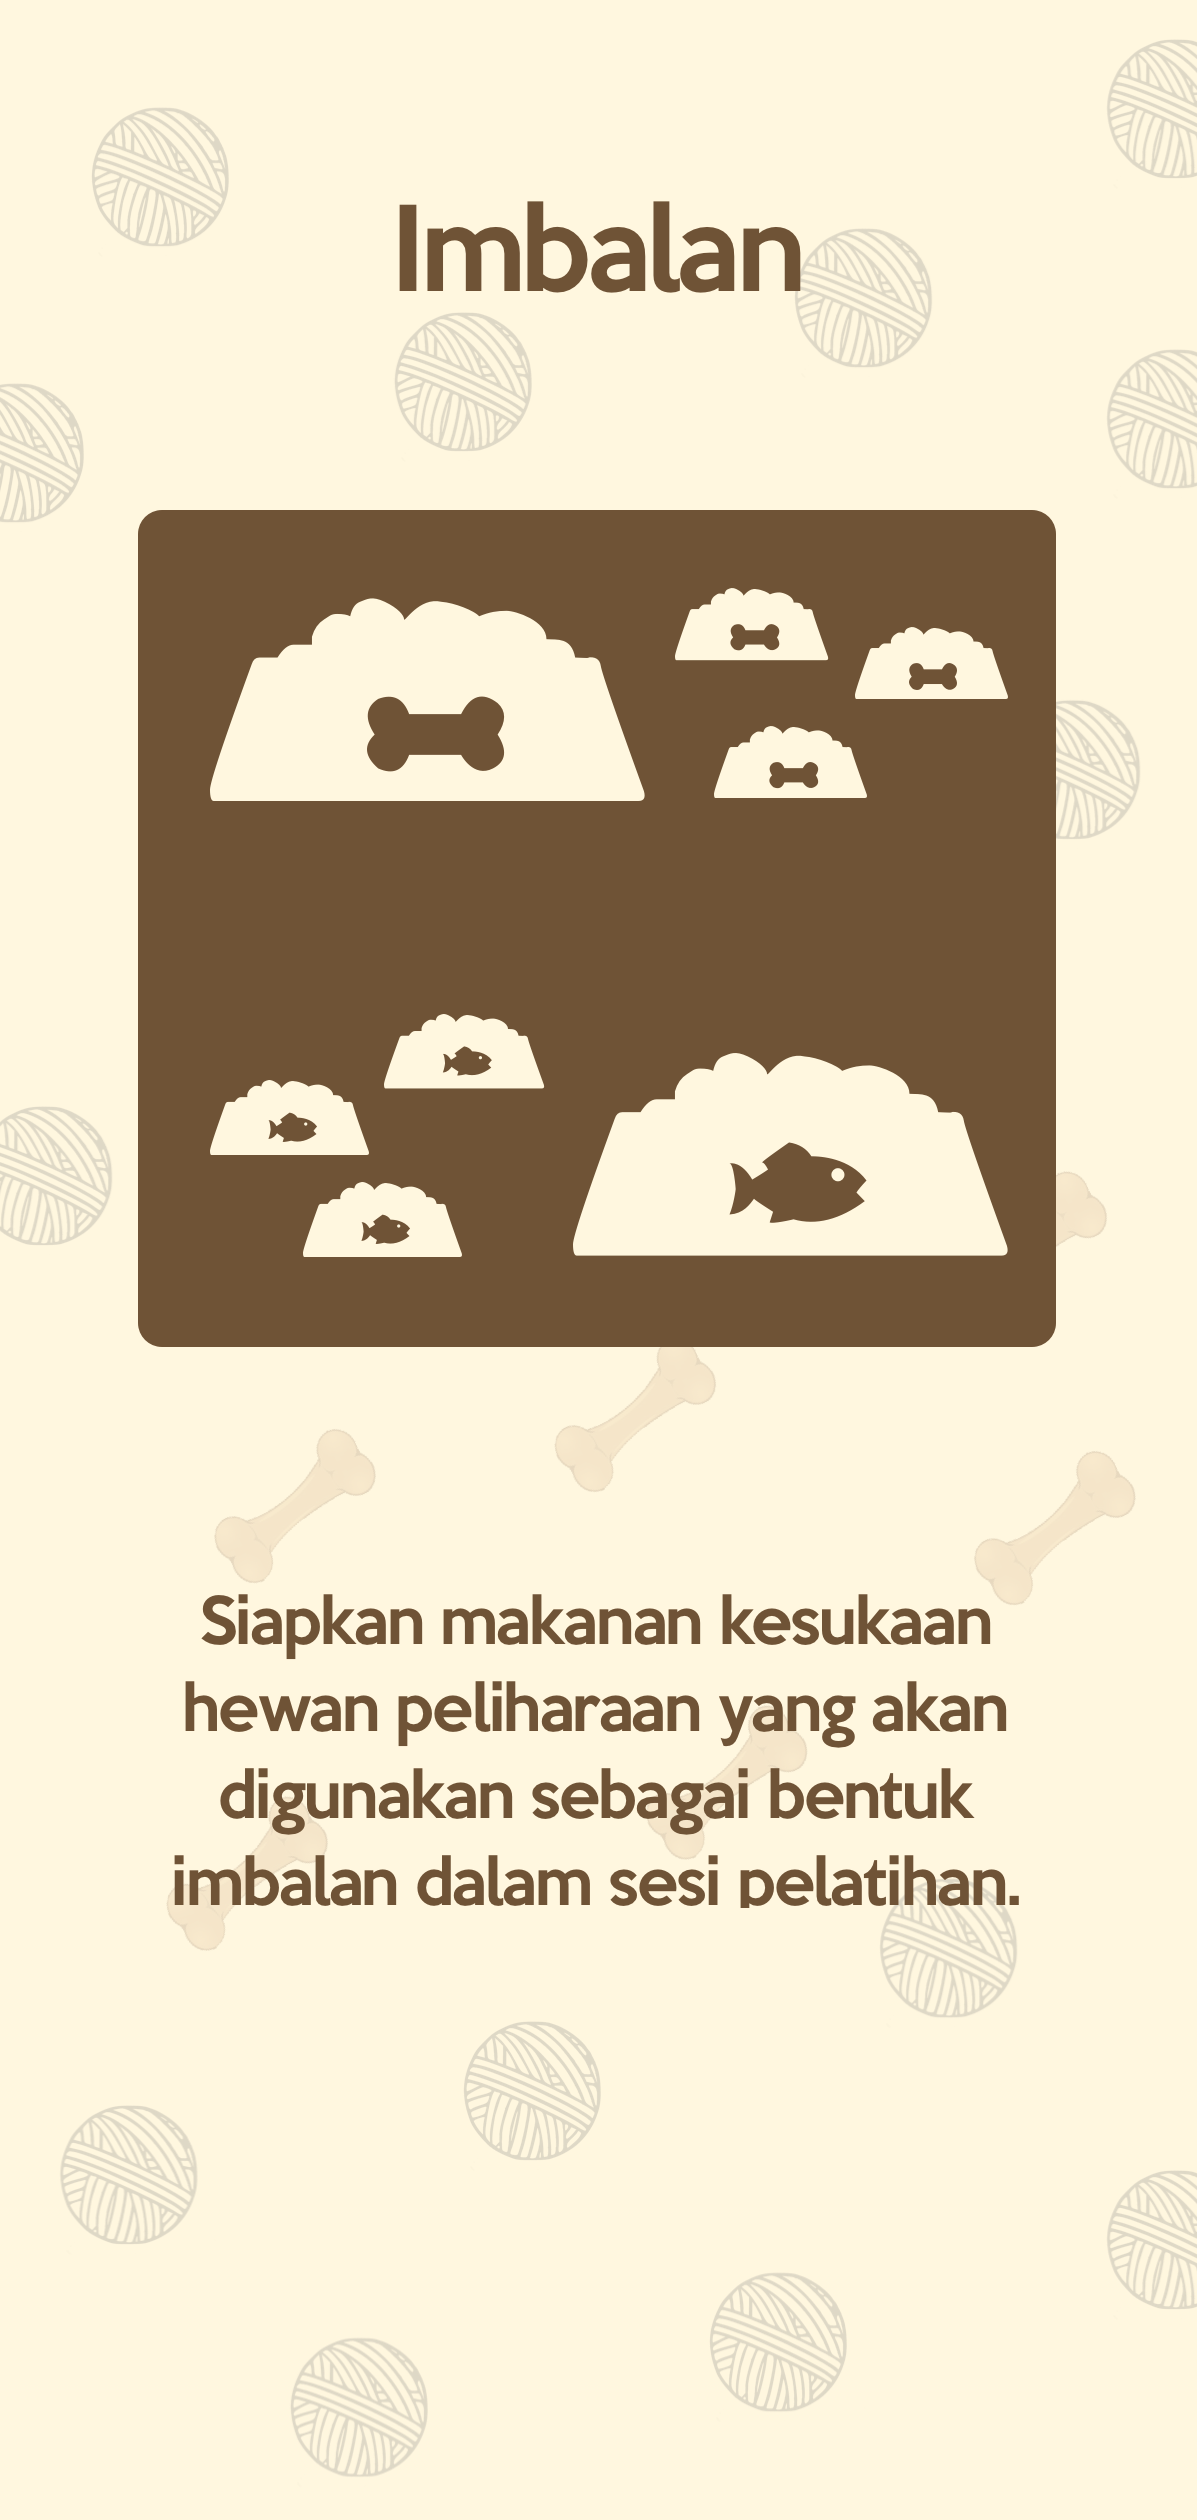 Imbalan
Siapkan makanan kesukaan
hewan peliharaan yang akan
digunakan sebagai bentuk
imbalan dalam sesi pelatihan.